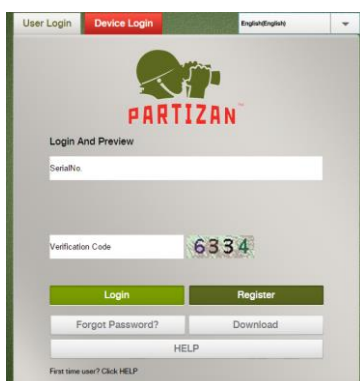 User Login Device Login English(English)
PARTIZAN™
Login And Preview
SerialNo.
Verification Code 6334
Login Register
Forgot Password? Download
HELP
First time user? Click HELP